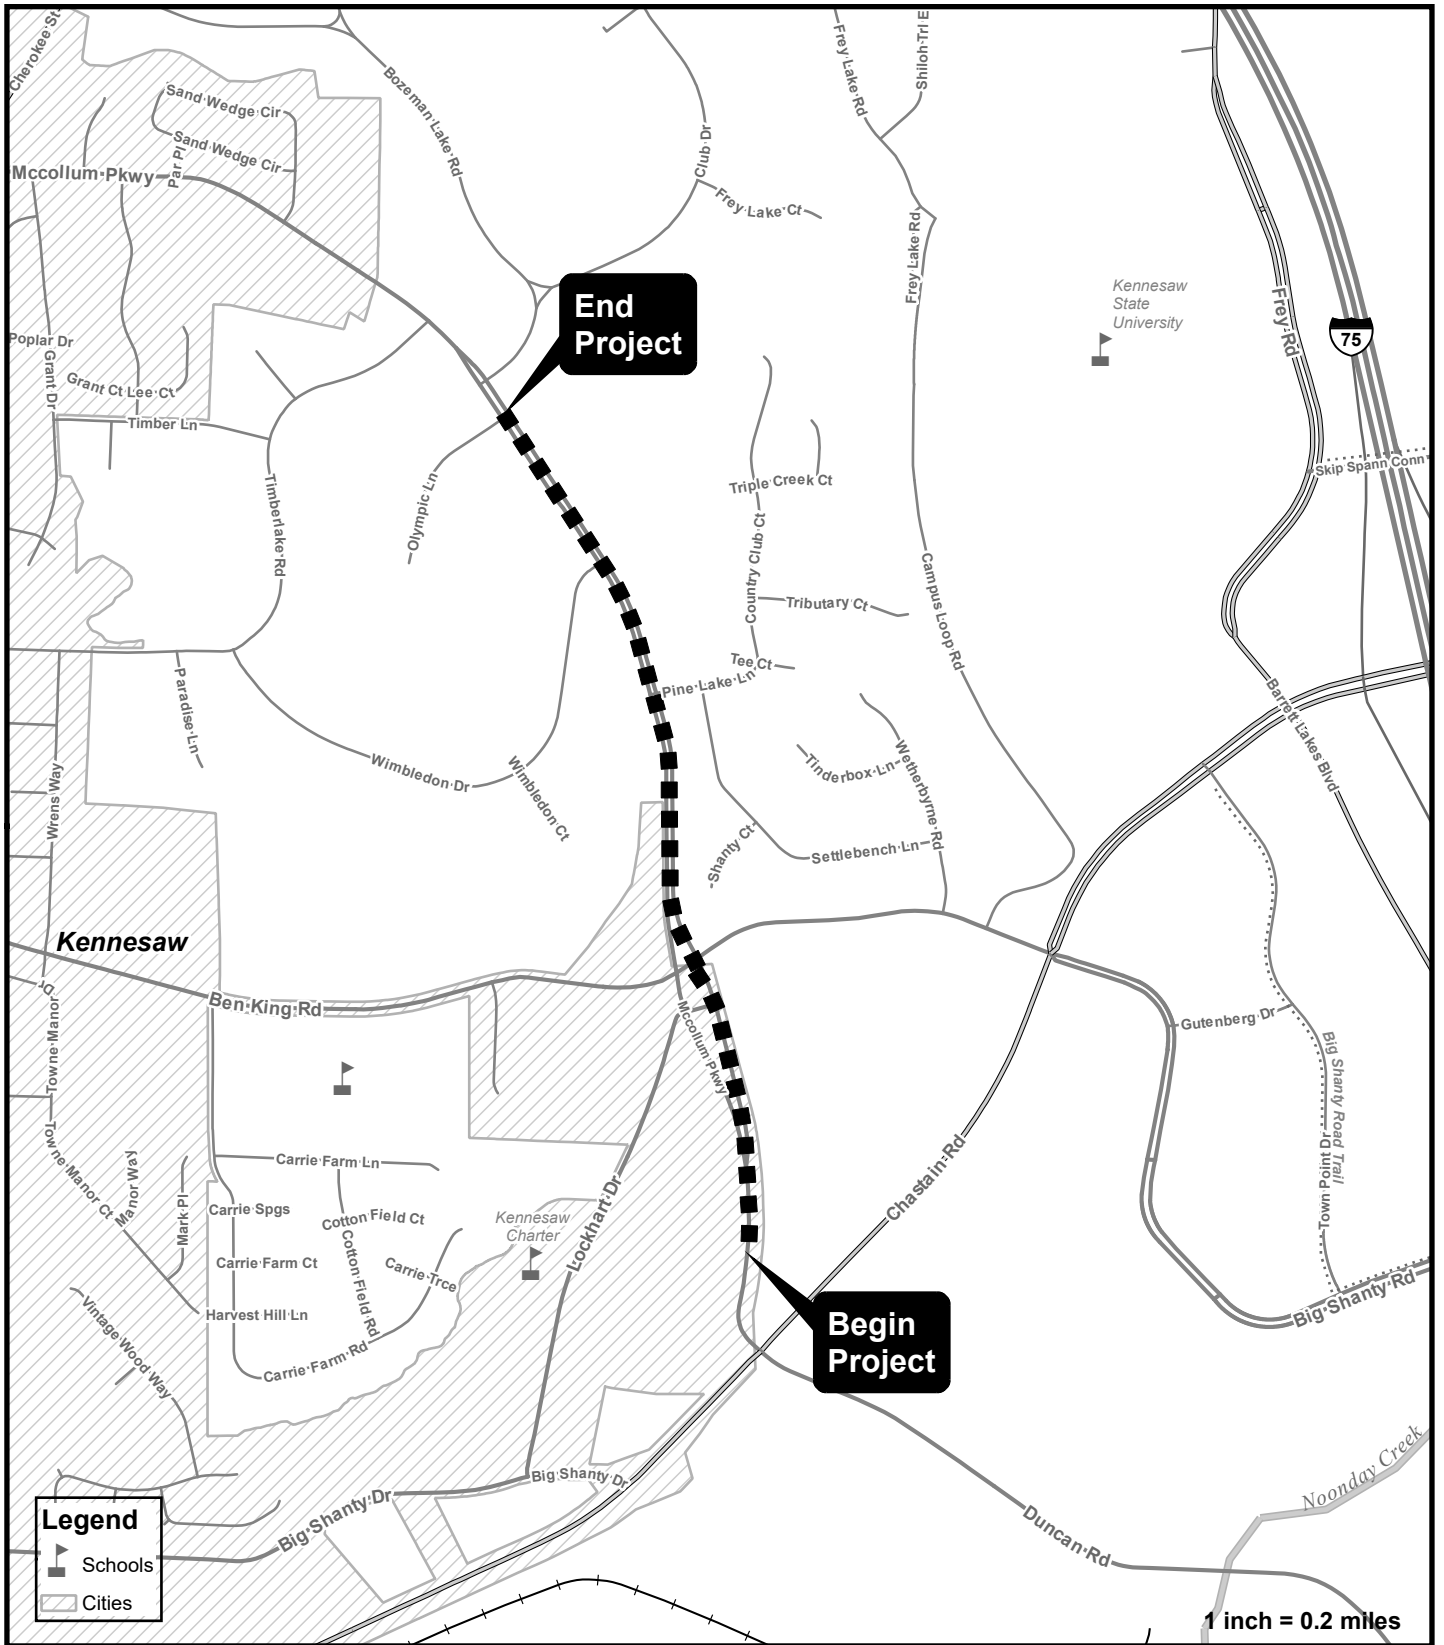 Cherokee St
Sand Wedge Cir
Sand Wedge Cir
Par Pl
Mccollum Pkwy
Bozeman Lake Rd
Club Dr
Frey Lake Ct
Frey Lake Rd
Shiloh Trl E
Frey Lake Rd
Kennesaw
State
University
Frey Rd
75
End
Project
Poplar Dr
Grant Dr
Grant Ct
Lee Ct
Timber Ln
Timberlake Rd
Olympic Ln
Triple Creek Ct
Country Club Ct
Tributary Ct
Tee Ct
Pine Lake Ln
Campus Loop Rd
Skip Spann Conn
Barrett Lakes Blvd
Paradise Ln
Wrens Way
Wimbledon Dr
Wimbledon Ct
Tinderbox Ln
Wetherbyrne Rd
Shanty Ct
Settlebench Ln
Kennesaw
Dr
Towne Manor
Ben King Rd
Mccollum Pkwy
Gutenberg Dr
Big Shanty Road Trail
Town Point Dr
Towne Manor Ct
Manor Way
Mark Pl
Carrie Farm Ln
Carrie Spgs
Cotton Field Ct
Cotton Field Rd
Carrie Farm Ct
Carrie Trce
Harvest Hill Ln
Carrie Farm Rd
Vintage Wood Way
Kennesaw
Charter
Lockhart Dr
Chastain Rd
Begin
Project
Big Shanty Rd
Big Shanty Dr
Big Shanty Dr
Duncan Rd
Noonday Creek
Legend
Schools
Cities
1 inch = 0.2 miles